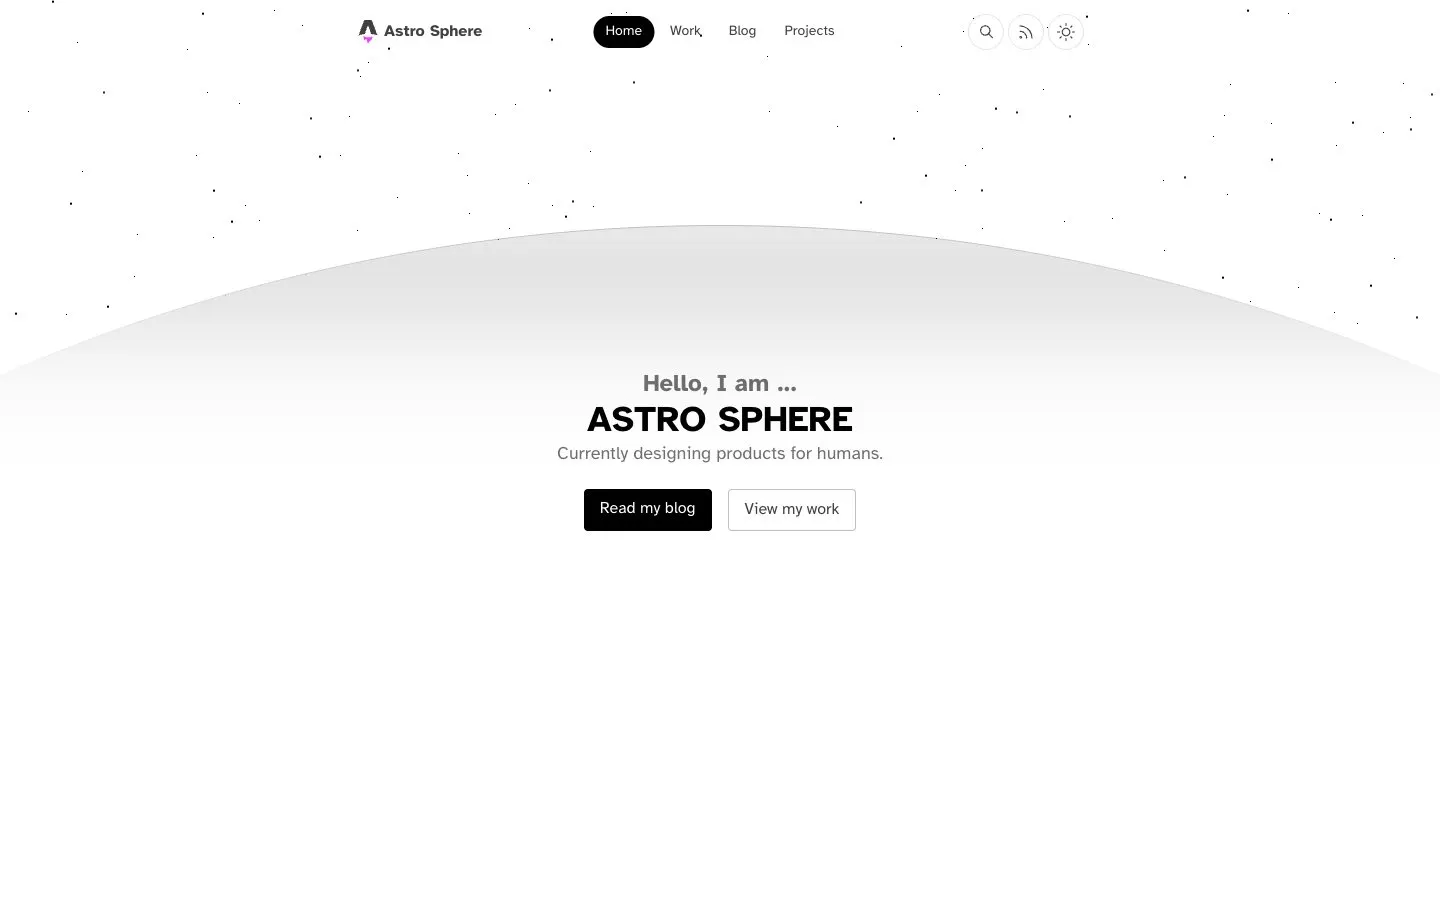 Astro Sphere
Home
Work
Blog
Projects
Hello, I am ...
ASTRO SPHERE
Currently designing products for humans.
Read my blog
View my work